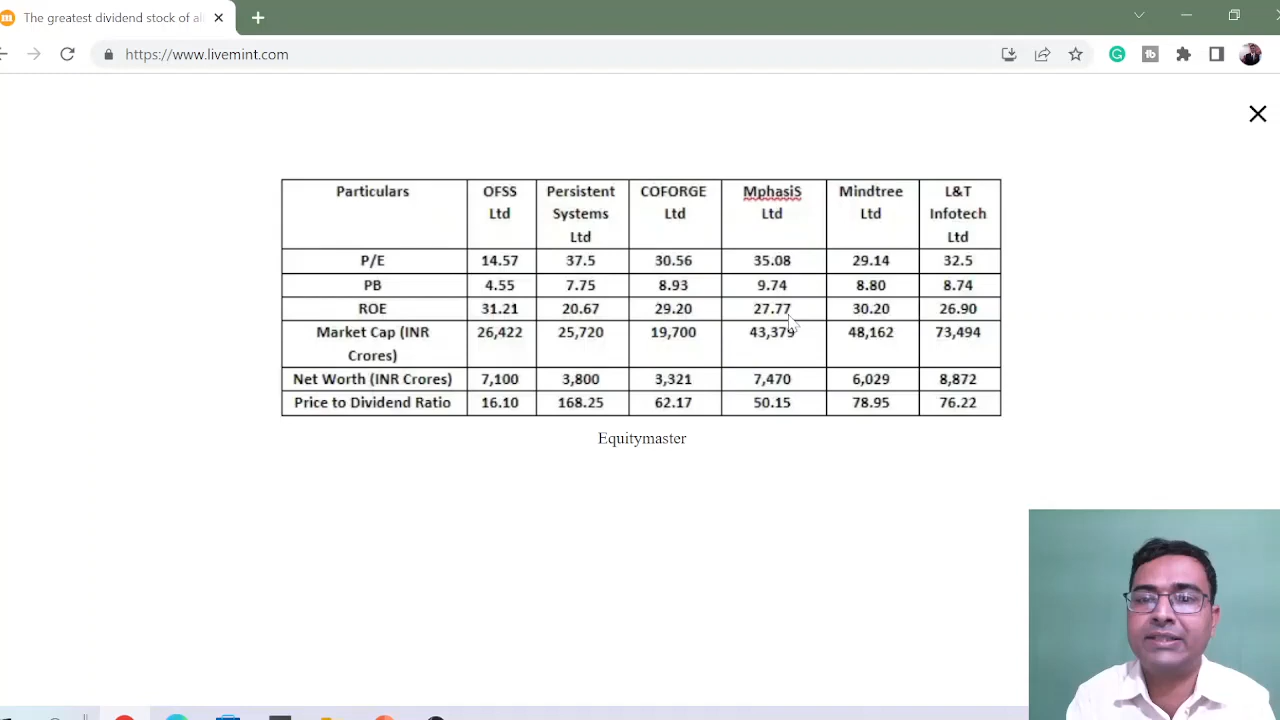 The greatest dividend stock of al
https://www.livemint.com
Particulars OFSS Ltd Persistent Systems Ltd COFORGE Ltd MphasiS Ltd Mindtree Ltd L&T Infotech Ltd
P/E 14.57 37.5 30.56 35.08 29.14 32.5
PB 4.55 7.75 8.93 9.74 8.80 8.74
ROE 31.21 20.67 29.20 27.77 30.20 26.90
Market Cap (INR Crores) 26,422 25,720 19,700 43,379 48,162 73,494
Net Worth (INR Crores) 7,100 3,800 3,321 7,470 6,029 8,872
Price to Dividend Ratio 16.10 168.25 62.17 50.15 78.95 76.22
Equitymaster